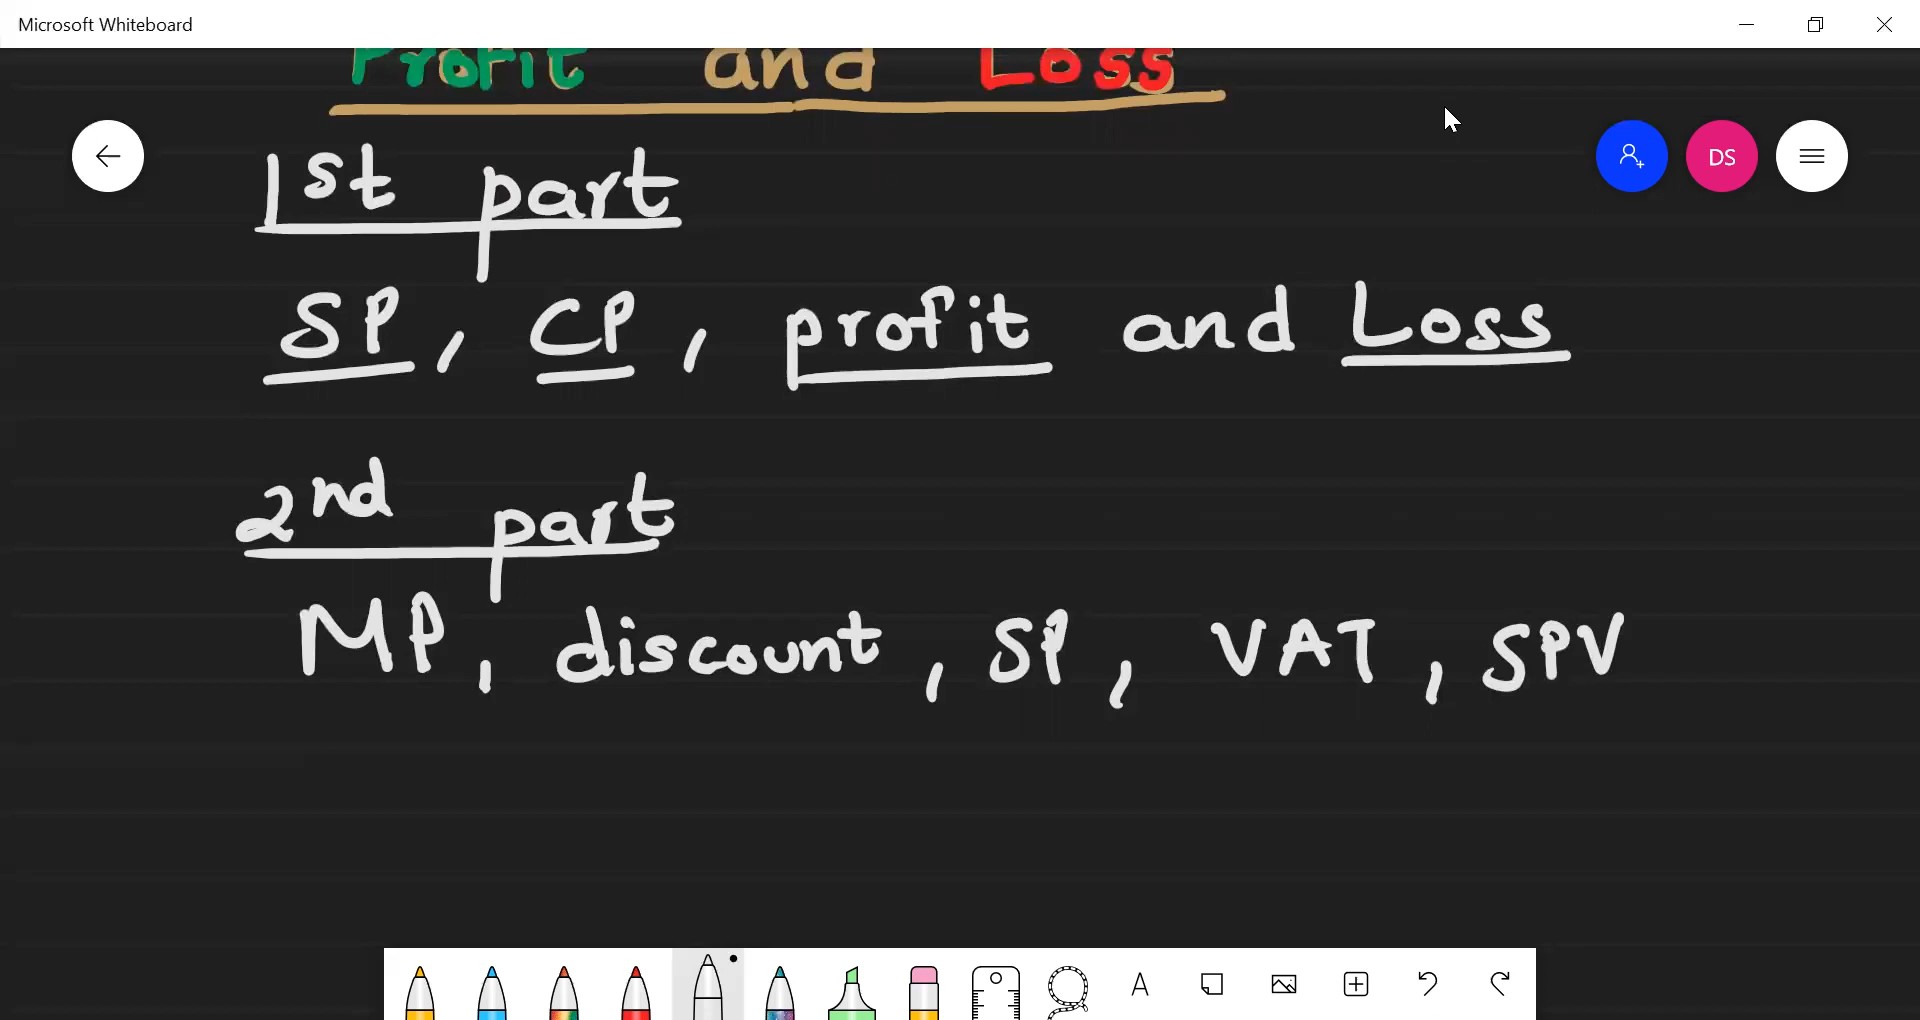 Microsoft Whiteboard
Profit and Loss
1st part
DS
SP, CP, profit and Loss
2nd part
MP, discount, SP, VAT, SPV